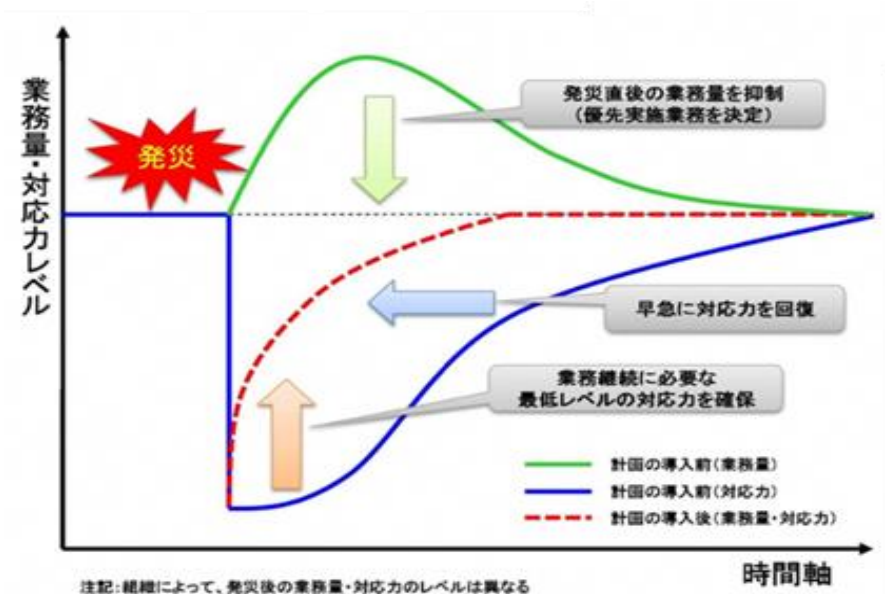 業務量・対応力レベル
発災
発災直後の業務量を抑制
（優先実施業務を決定）
早急に対応力を回復
業務継続に必要な
最低レベルの対応力を確保
計画の導入前（業務量）
計画の導入前（対応力）
計画の導入後（業務量・対応力）
時間軸
注記：組織によって、発災後の業務量・対応力のレベルは異なる